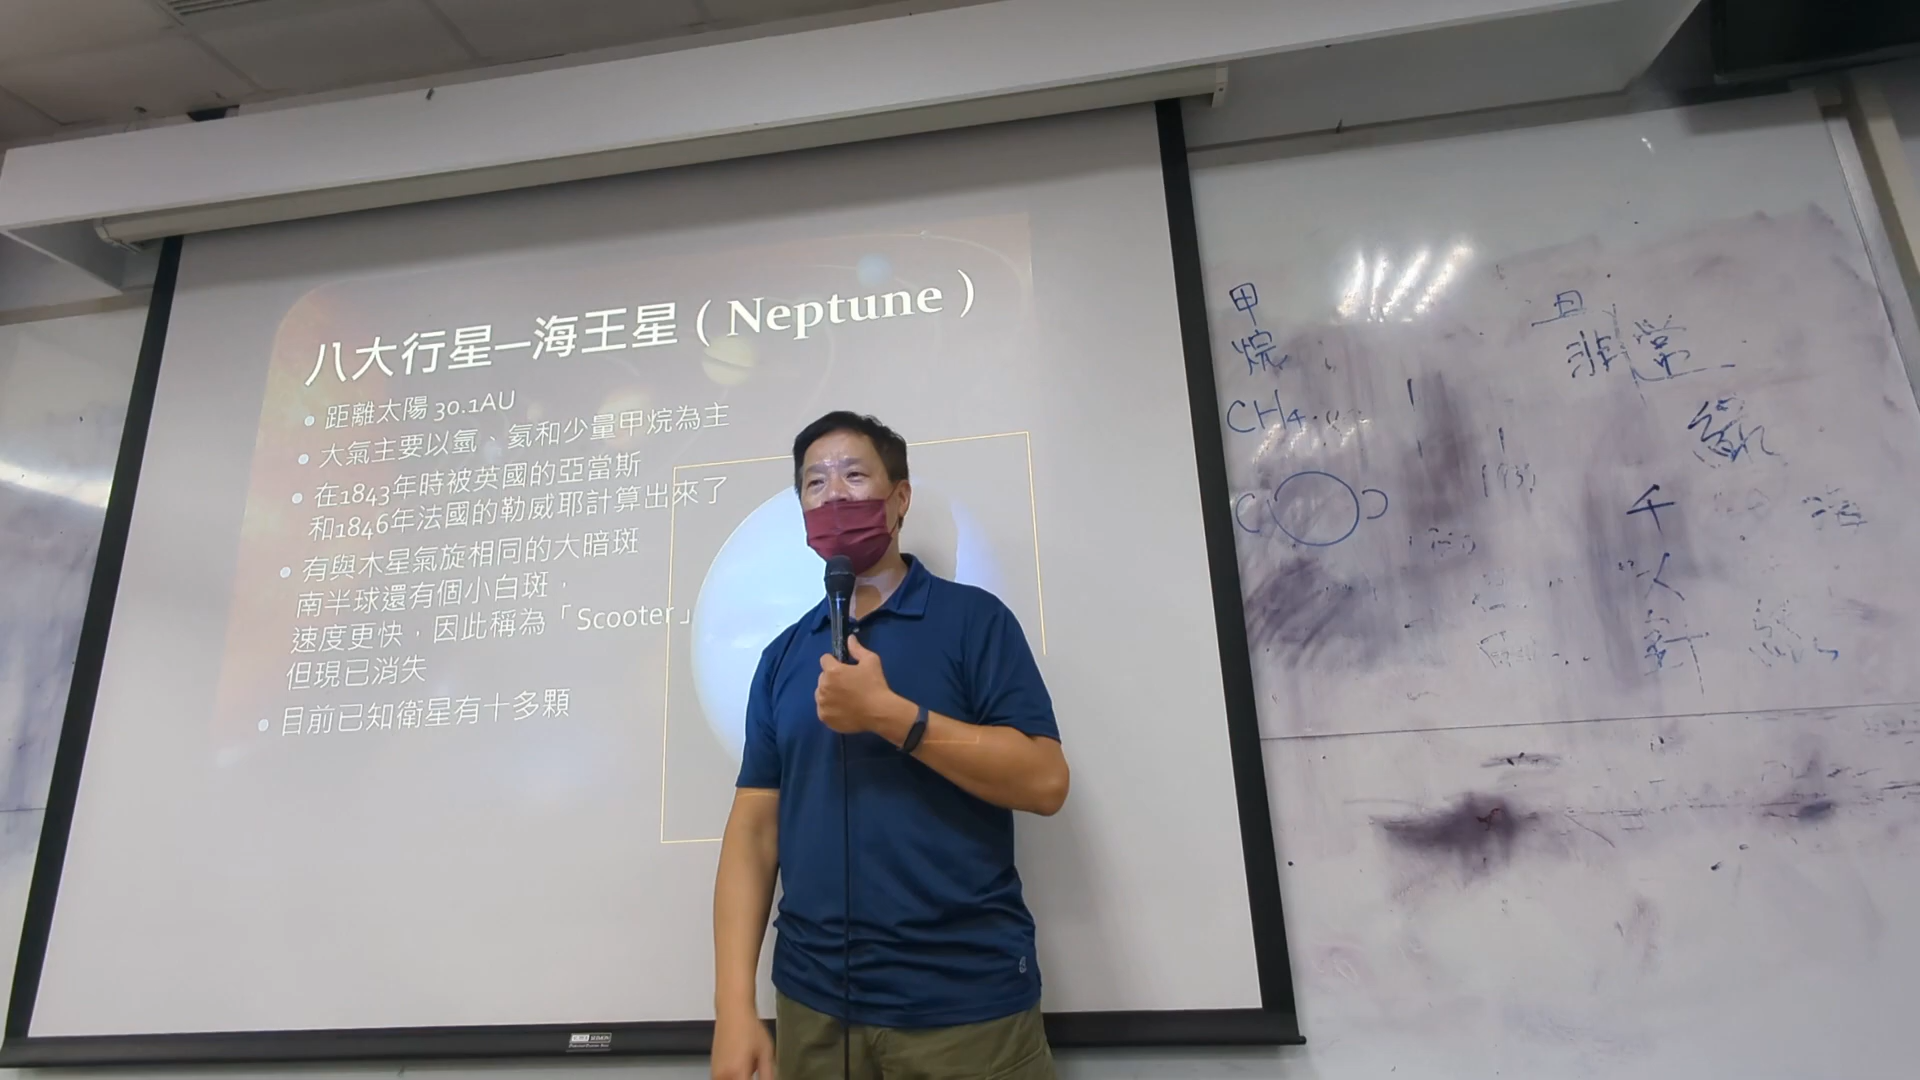 八大行星—海王星（Neptune）
距離太陽 30.1AU
大氣主要以氫、氦和少量甲烷為主
在1843年時被英國的亞當斯
和1846年法國的勒威耶計算出來了
有與木星氣旋相同的大暗斑
南半球還有個小白斑，
速度更快，因此稱為「Scooter」
但現已消失
目前已知衛星有十多顆
甲
烷
CH4
且
非常
千
人
針